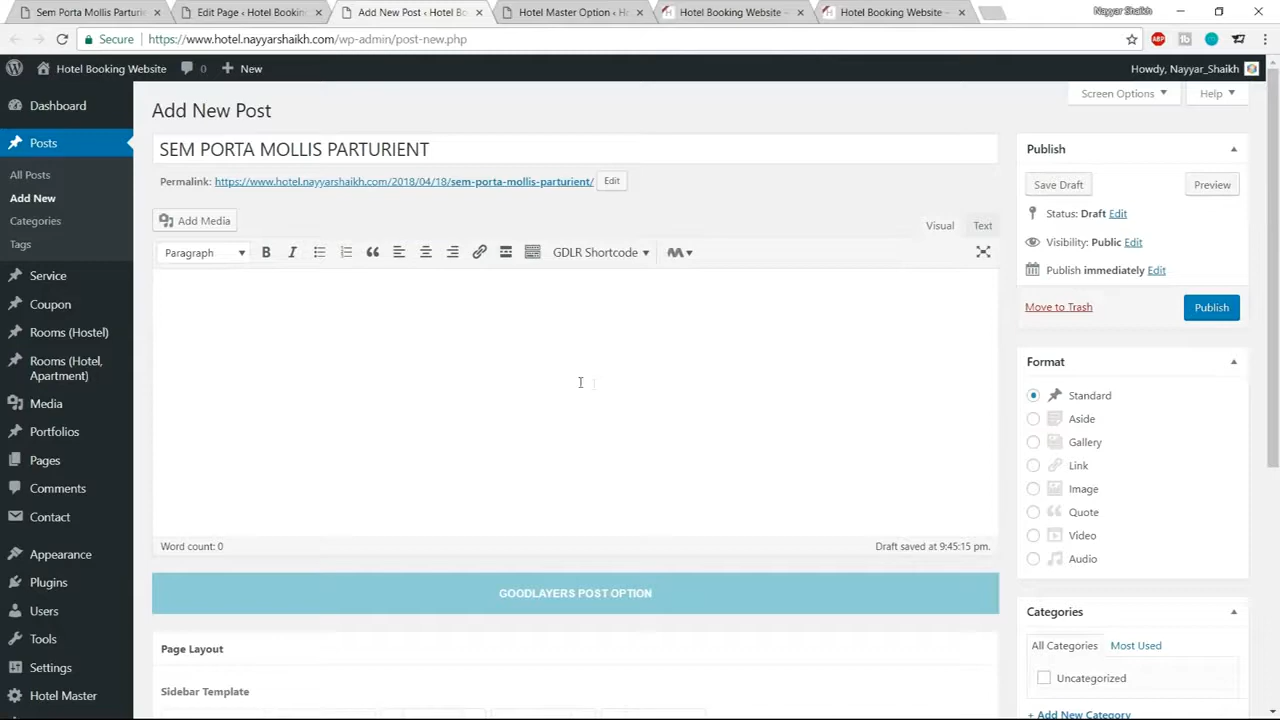 Sem Porta Mollis Parturie
Edit Page ‹ Hotel Bookin
Add New Post ‹ Hotel Bo
Hotel Master Option ‹ H
Hotel Booking Website –
Hotel Booking Website –
Nayyar Shaikh
Secure
https://www.hotel.nayyarshaikh.com/wp-admin/post-new.php
ABP
Hotel Booking Website
0
New
Howdy, Nayyar_Shaikh
Dashboard
Posts
All Posts
Add New
Categories
Tags
Service
Coupon
Rooms (Hostel)
Rooms (Hotel,
Apartment)
Media
Portfolios
Pages
Comments
Contact
Appearance
Plugins
Users
Tools
Settings
Hotel Master
Screen Options
Help
Add New Post
SEM PORTA MOLLIS PARTURIENT
Permalink: https://www.hotel.nayyarshaikh.com/2018/04/18/sem-porta-mollis-parturient/
Edit
Add Media
Visual
Text
Paragraph
B
I
GDLR Shortcode
Word count: 0
Draft saved at 9:45:15 pm.
GOODLAYERS POST OPTION
Page Layout
Sidebar Template
Publish
Save Draft
Preview
Status: Draft Edit
Visibility: Public Edit
Publish immediately Edit
Move to Trash
Publish
Format
Standard
Aside
Gallery
Link
Image
Quote
Video
Audio
Categories
All Categories
Most Used
Uncategorized
+ Add New Category